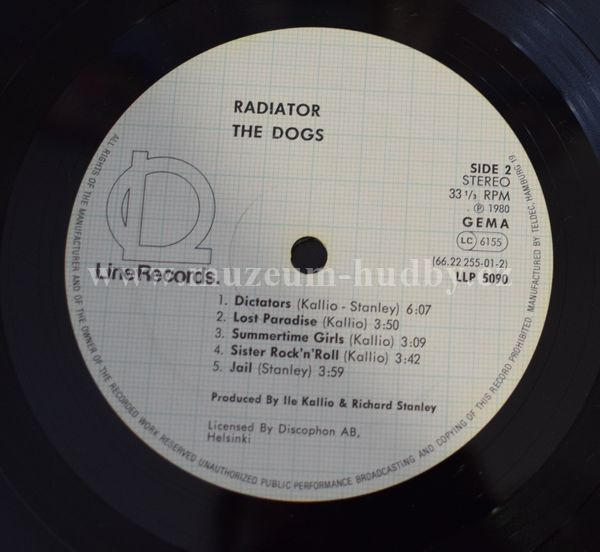 RADIATOR
THE DOGS
SIDE 2
STEREO
33 1/3 RPM
℗ 1980
GEMA
LC 6155
(66.22 255-01-2)
LLP 5090
LineRecords.
www.muzeum-hudby.cz
1. Dictators (Kallio - Stanley) 6:07
2. Lost Paradise (Kallio) 3:50
3. Summertime Girls (Kallio) 3:09
4. Sister Rock'n'Roll (Kallio) 3:42
5. Jail (Stanley) 3:59
Produced By Ile Kallio & Richard Stanley
Licensed By Discophon AB,
Helsinki
ALL RIGHTS OF THE MANUFACTURER AND OF THE OWNER OF THE RECORDED WORK RESERVED UNAUTHORIZED PUBLIC PERFORMANCE BROADCASTING AND COPYING OF THIS RECORD PROHIBITED. MANUFACTURED BY TELDEC, HAMBURG 19